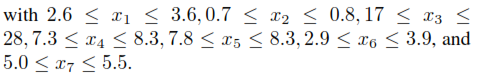 with 2.6 ≤ x₁ ≤ 3.6, 0.7 ≤ x₂ ≤ 0.8, 17 ≤ x₃ ≤
28, 7.3 ≤ x₄ ≤ 8.3, 7.8 ≤ x₅ ≤ 8.3, 2.9 ≤ x₆ ≤ 3.9, and
5.0 ≤ x₇ ≤ 5.5.